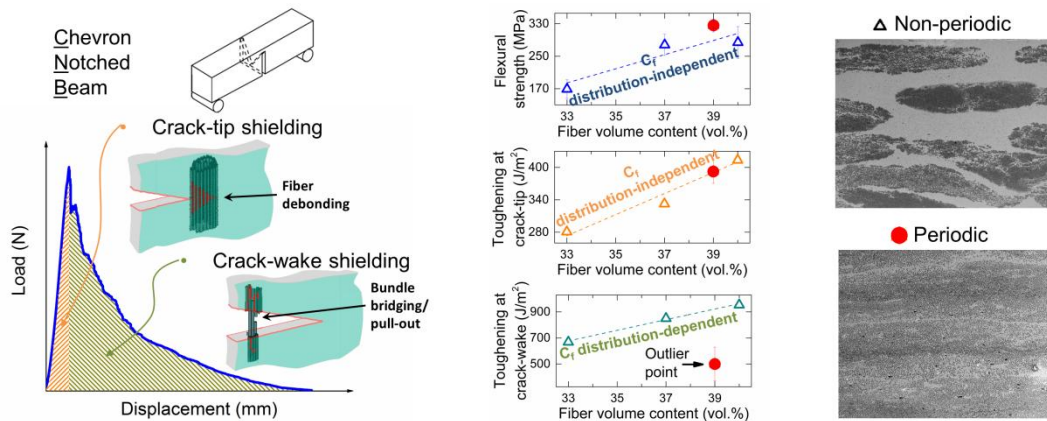 Chevron
Notched
Beam
Crack-tip shielding
Fiber
debonding
Crack-wake shielding
Bundle
bridging/
pull-out
Load (N)
Displacement (mm)
Flexural
strength (MPa)
330
250
170
Cf
distribution-independent
33 35 37 39
Fiber volume content (vol.%)
Toughening at
crack-tip (J/m²)
400
340
280
Cf
distribution-independent
33 35 37 39
Fiber volume content (vol.%)
Toughening at
crack-wake (J/m²)
900
700
500
Cf distribution-dependent
Outlier
point
33 35 37 39
Fiber volume content (vol.%)
Non-periodic
Periodic